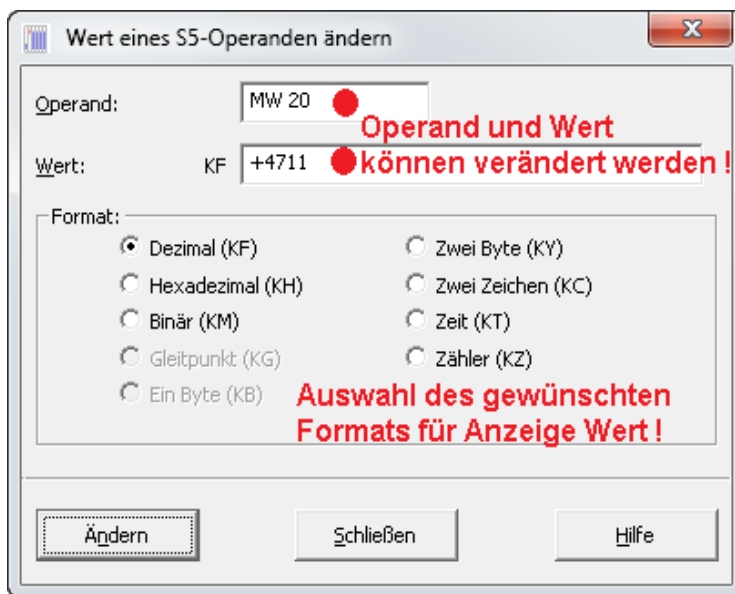 Wert eines S5-Operanden ändern
Operand: MW 20
Operand und Wert
können verändert werden !
Wert: KF +4711
Format:
Dezimal (KF)
Zwei Byte (KY)
Hexadezimal (KH)
Zwei Zeichen (KC)
Binär (KM)
Zeit (KT)
Gleitpunkt (KG)
Zähler (KZ)
Ein Byte (KB)
Auswahl des gewünschten
Formats für Anzeige Wert !
Ändern
Schließen
Hilfe